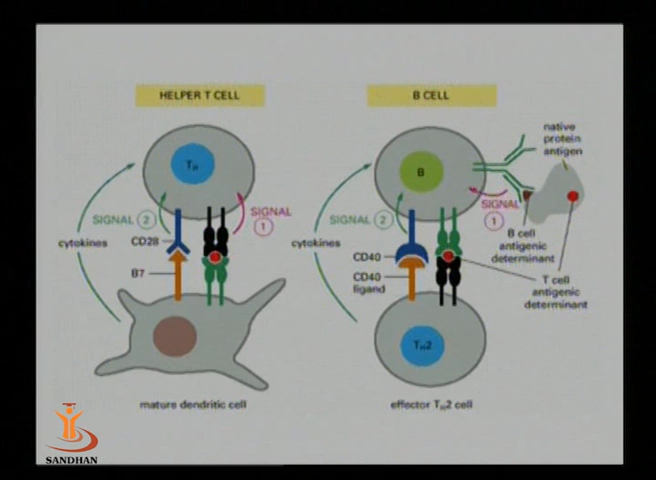 HELPER T CELL
B CELL
native
protein
antigen
TH
B
SIGNAL 2
SIGNAL
1
SIGNAL 2
SIGNAL
1
cytokines
CD28
B7
cytokines
CD40
CD40
ligand
B cell
antigenic
determinant
T cell
antigenic
determinant
TH2
mature dendritic cell
effector TH2 cell
SANDHAN